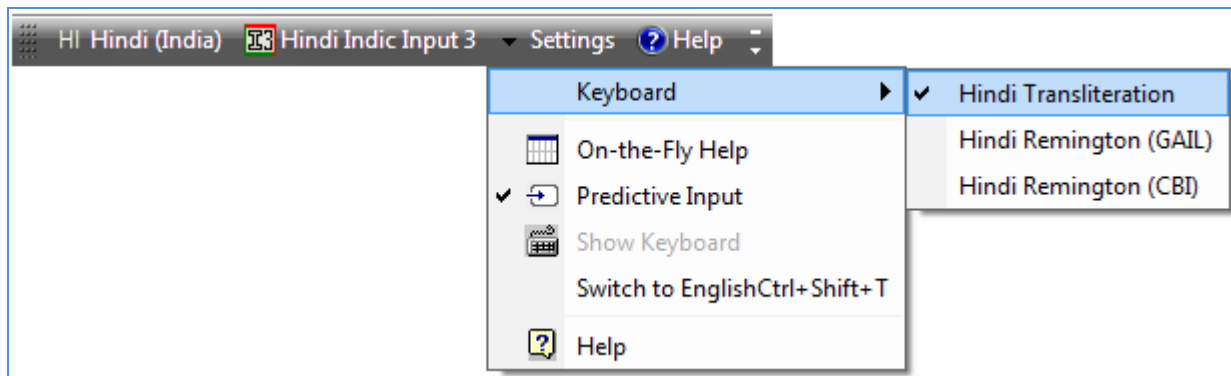 HI Hindi (India) I3 Hindi Indic Input 3 Settings Help
Keyboard
On-the-Fly Help
Predictive Input
Show Keyboard
Switch to EnglishCtrl+Shift+T
Help
Hindi Transliteration
Hindi Remington (GAIL)
Hindi Remington (CBI)